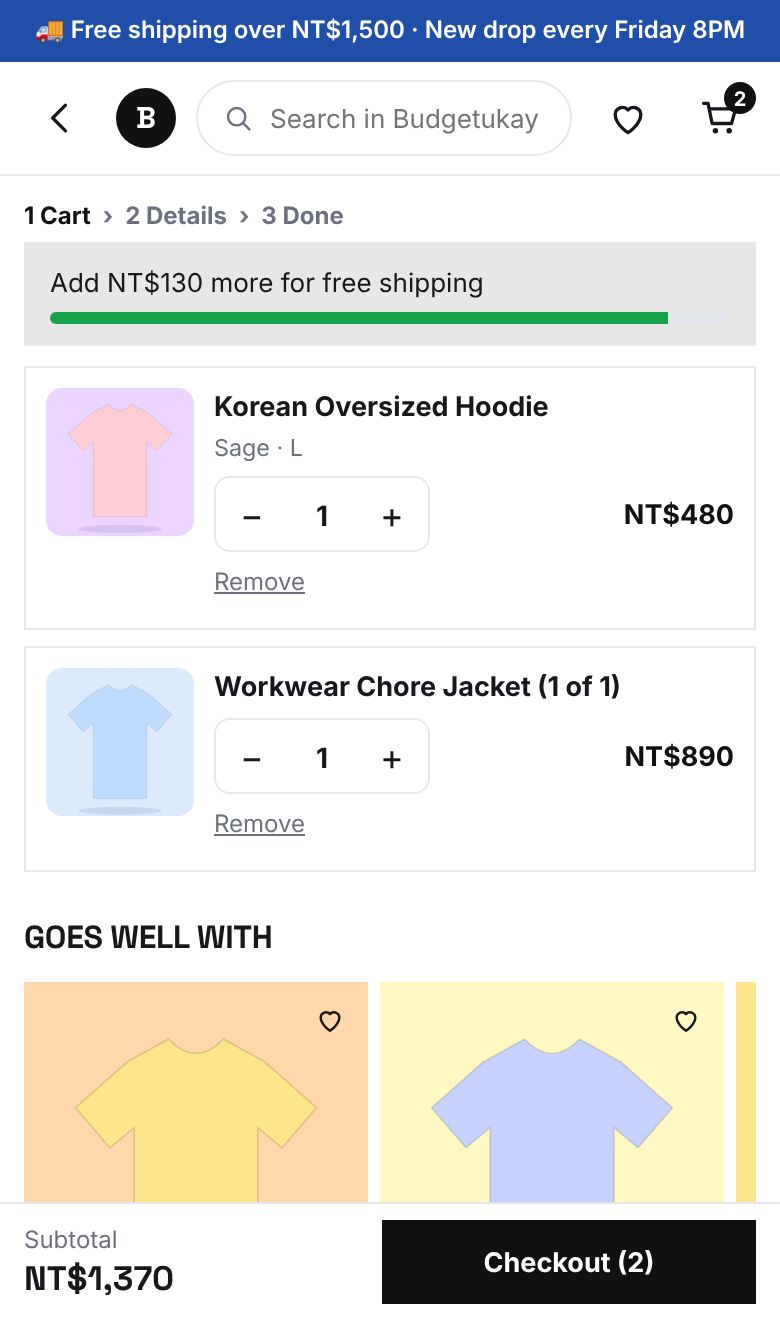 🚚 Free shipping over NT$1,500 · New drop every Friday 8PM
B
Search in Budgetukay
2
1 Cart › 2 Details › 3 Done
Add NT$130 more for free shipping
Korean Oversized Hoodie
Sage · L
− 1 +
NT$480
Remove
Workwear Chore Jacket (1 of 1)
− 1 +
NT$890
Remove
GOES WELL WITH
Subtotal
NT$1,370
Checkout (2)